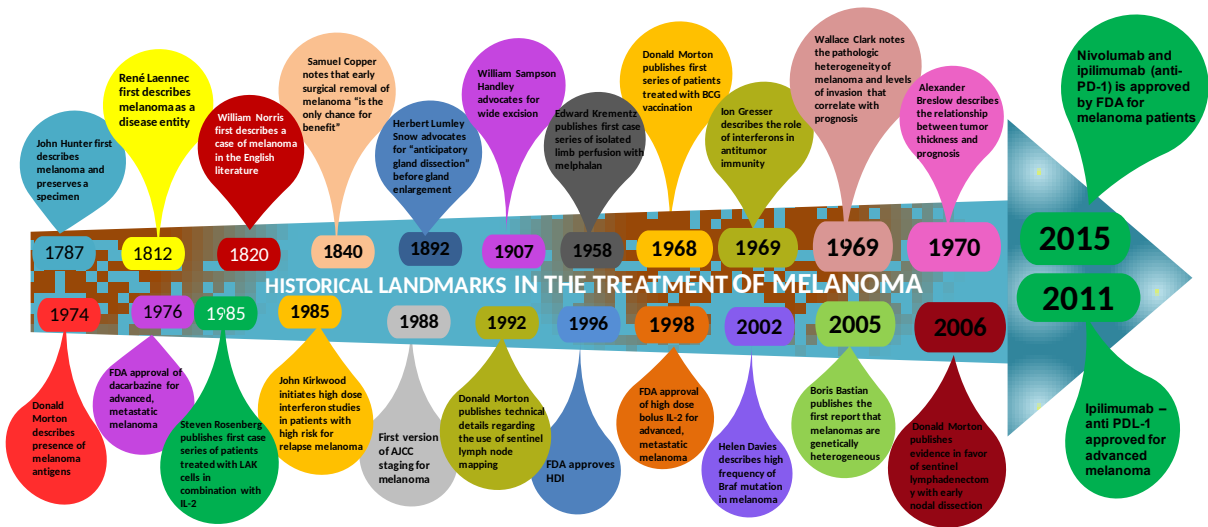 John Hunter first
describes
melanoma and
preserves a
specimen
René Laennec
first describes
melanoma as a
disease entity
William Norris
first describes a
case of melanoma
in the English
literature
Samuel Copper
notes that early
surgical removal of
melanoma “is the
only chance for
benefit”
Herbert Lumley
Snow advocates
for “anticipatory
gland dissection”
before gland
enlargement
William Sampson
Handley
advocates for
wide excision
Edward Krementz
publishes first case
series of isolated
limb perfusion with
melphalan
Donald Morton
publishes first
series of patients
treated with BCG
vaccination
Ion Gresser
describes the role
of interferons in
antitumor
immunity
Wallace Clark notes
the pathologic
heterogeneity of
melanoma and levels
of invasion that
correlate with
prognosis
Alexander
Breslow describes
the relationship
between tumor
thickness and
prognosis
Nivolumab and
ipilimumab (anti-
PD-1) is approved
by FDA for
melanoma patients
1787
1812
1820
1840
1892
1907
1958
1968
1969
1969
1970
2015
HISTORICAL LANDMARKS IN THE TREATMENT OF MELANOMA
1974
1976
1985
1985
1988
1992
1996
1998
2002
2005
2006
2011
Donald
Morton
describes
presence of
melanoma
antigens
FDA approval of
dacarbazine for
advanced,
metastatic
melanoma
Steven Rosenberg
publishes first case
series of patients
treated with LAK
cells in
combination with
IL-2
John Kirkwood
initiates high dose
interferon studies
in patients with
high risk for
relapse melanoma
First version
of AJCC
staging for
melanoma
Donald Morton
publishes technical
details regarding
the use of sentinel
lymph node
mapping
FDA approves
HDI
FDA approval
of high dose
bolus IL-2 for
advanced,
metastatic
melanoma
Helen Davies
describes high
frequency of
Braf mutation
in melanoma
Boris Bastian
publishes the
first report that
melanomas are
genetically
heterogeneous
Donald Morton
publishes
evidence in favor
of sentinel
lymphadenectom
y with early
nodal dissection
Ipilimumab –
anti PDL-1
approved for
advanced
melanoma